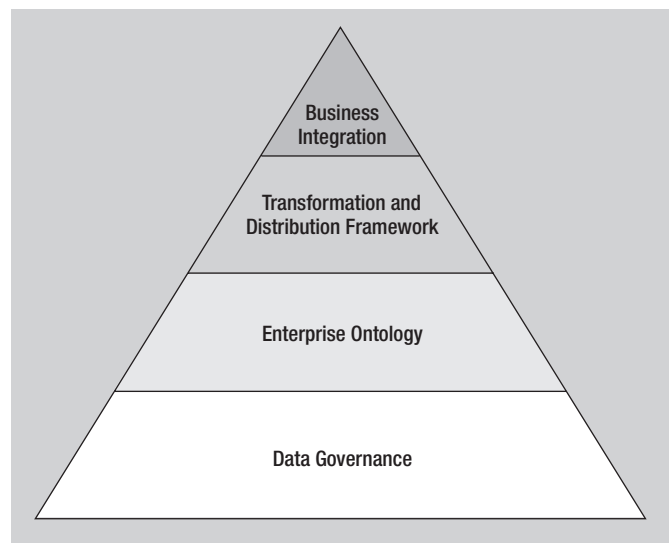 Business
Integration
Transformation and
Distribution Framework
Enterprise Ontology
Data Governance